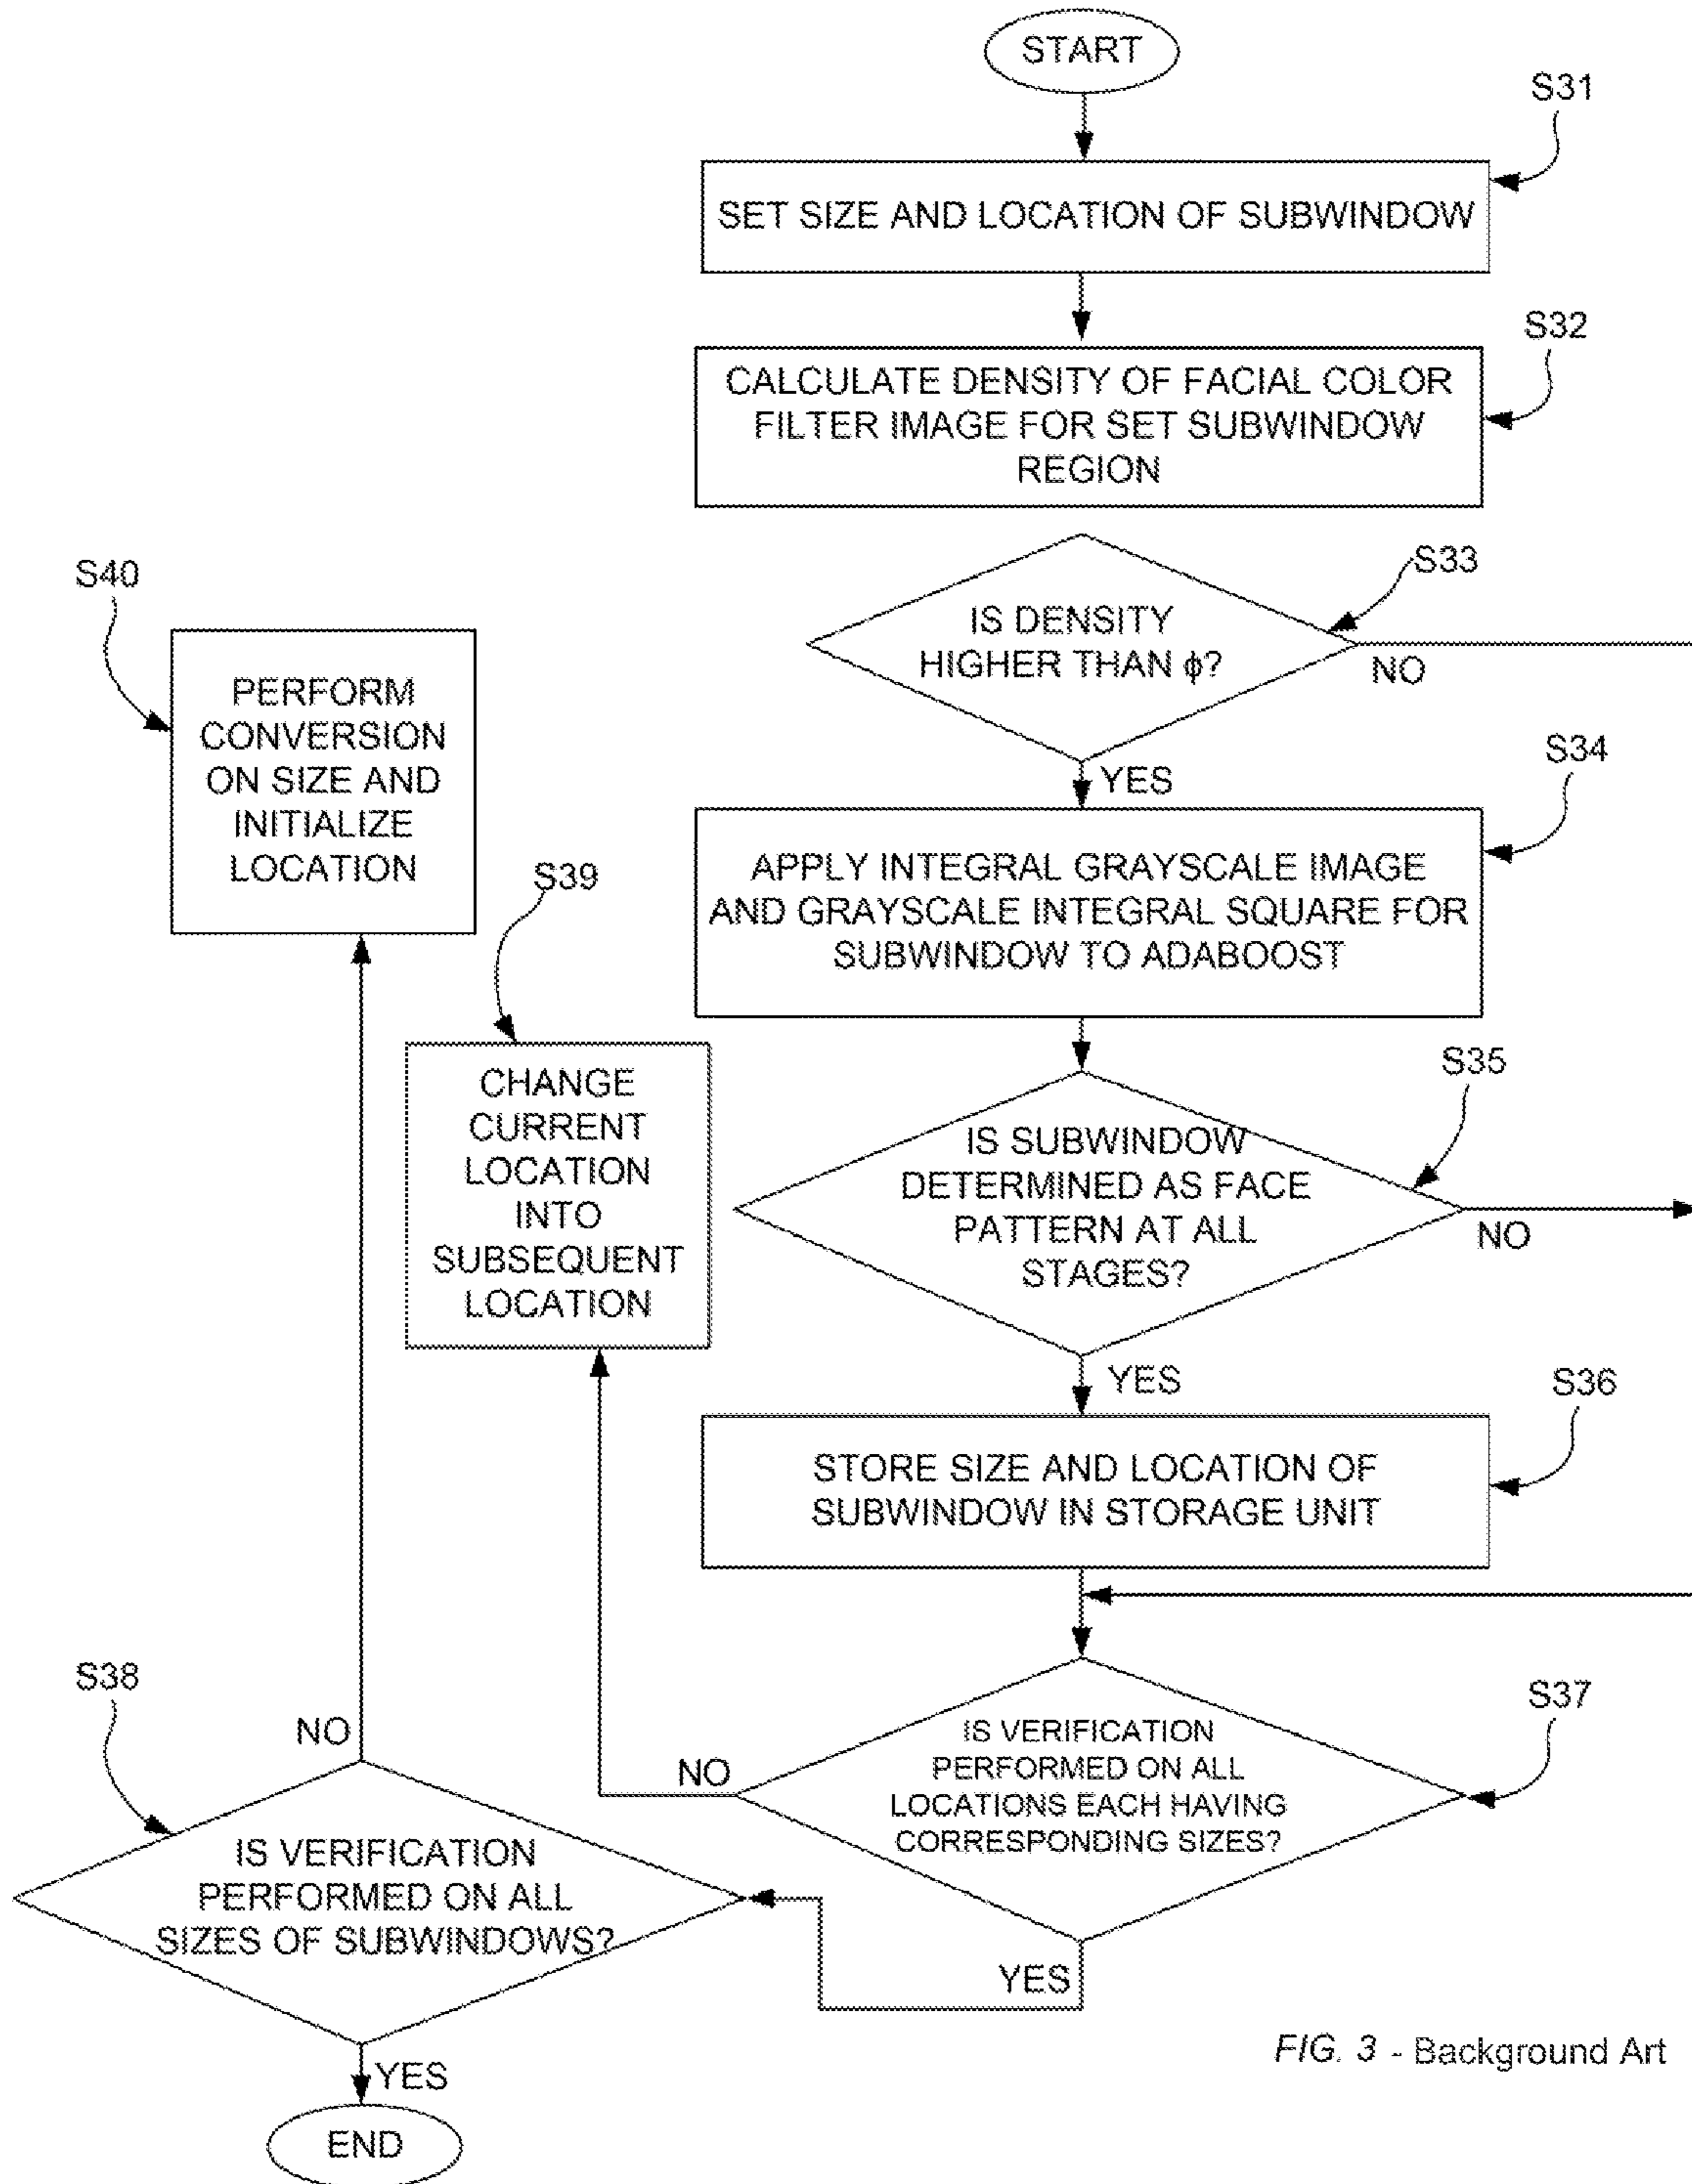 START
S31
SET SIZE AND LOCATION OF SUBWINDOW
S32
CALCULATE DENSITY OF FACIAL COLOR
FILTER IMAGE FOR SET SUBWINDOW
REGION
S33
IS DENSITY
HIGHER THAN ϕ?
NO
YES
S34
APPLY INTEGRAL GRAYSCALE IMAGE
AND GRAYSCALE INTEGRAL SQUARE FOR
SUBWINDOW TO ADABOOST
S35
IS SUBWINDOW
DETERMINED AS FACE
PATTERN AT ALL
STAGES?
NO
YES
S36
STORE SIZE AND LOCATION OF
SUBWINDOW IN STORAGE UNIT
S37
IS VERIFICATION
PERFORMED ON ALL
LOCATIONS EACH HAVING
CORRESPONDING SIZES?
NO
YES
S39
CHANGE
CURRENT
LOCATION
INTO
SUBSEQUENT
LOCATION
S38
IS VERIFICATION
PERFORMED ON ALL
SIZES OF SUBWINDOWS?
NO
YES
S40
PERFORM
CONVERSION
ON SIZE AND
INITIALIZE
LOCATION
END
FIG. 3 - Background Art